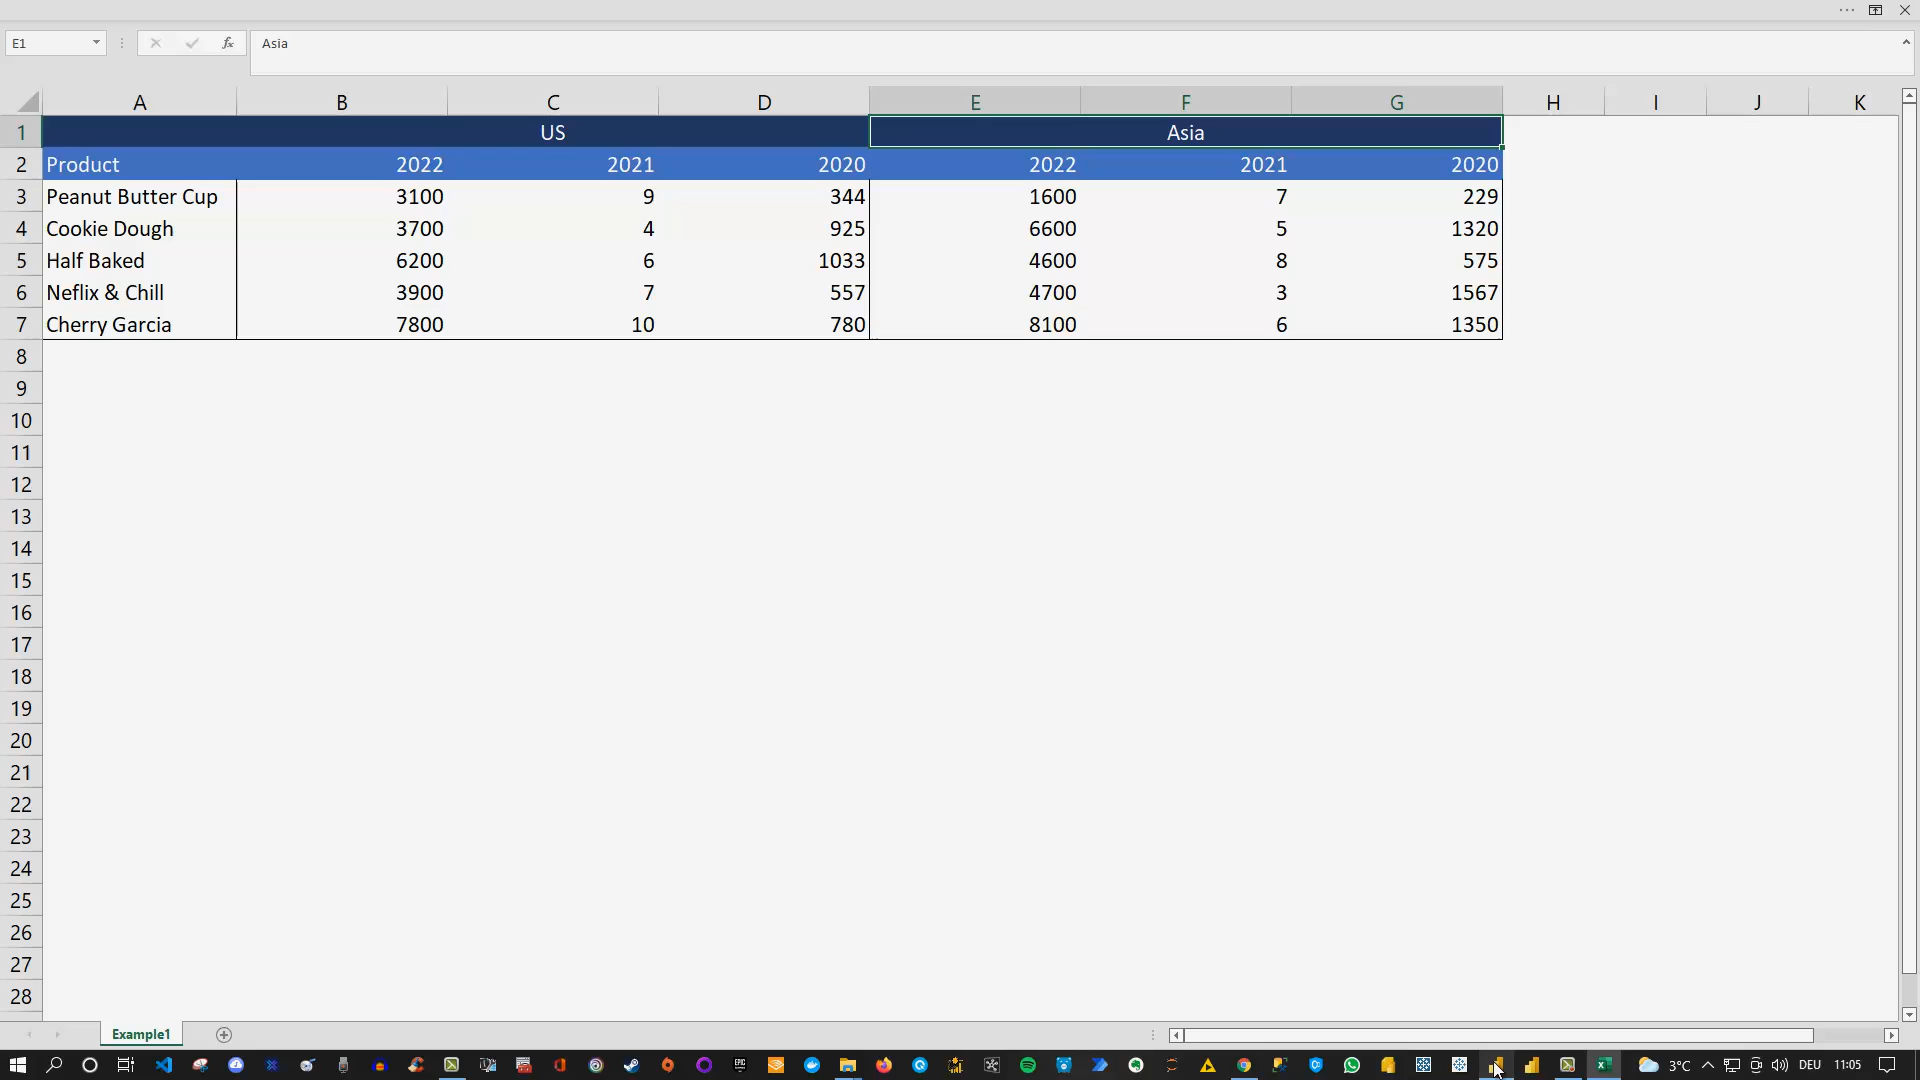 E1 fx Asia
A B C D E F G H I J K
1 US Asia
2 Product 2022 2021 2020 2022 2021 2020
3 Peanut Butter Cup 3100 9 344 1600 7 229
4 Cookie Dough 3700 4 925 6600 5 1320
5 Half Baked 6200 6 1033 4600 8 575
6 Neflix & Chill 3900 7 557 4700 3 1567
7 Cherry Garcia 7800 10 780 8100 6 1350
8
9
10
11
12
13
14
15
16
17
18
19
20
21
22
23
24
25
26
27
28
Example1
3°C DEU 11:05